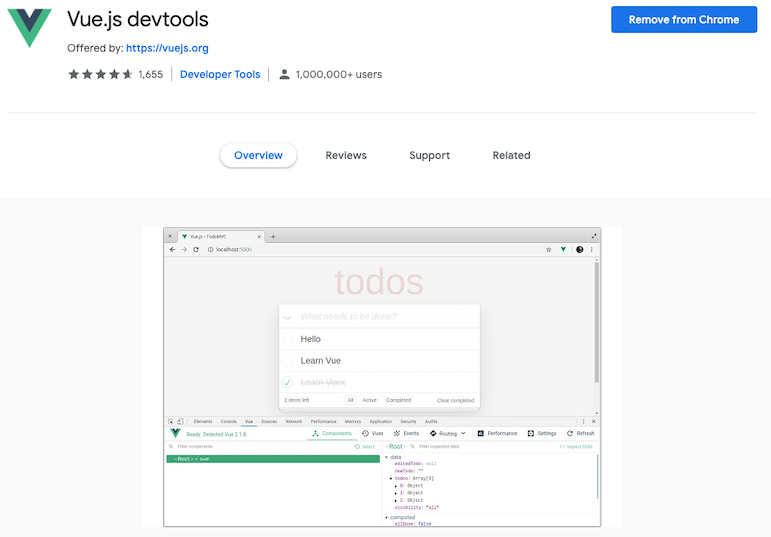 Vue.js devtools
Remove from Chrome
Offered by: https://vuejs.org
1,655 Developer Tools 1,000,000+ users
Overview Reviews Support Related
Vue.js • TodoMVC
localhost:5000
todos
What needs to be done?
Hello
Learn Vue
Learn Vuex
2 items left All Active Completed Clear completed
Elements Console Vue Sources Network Performance Memory Application Security Audits
Ready. Detected Vue 2.1.8. Components Vuex Events Routing Performance Settings Refresh
Filter components Select <Root> Filter inspected data Inspect DOM
<Root> = $vm0
data
editedTodo: null
newTodo: ""
todos: Array[3]
0: Object
1: Object
2: Object
visibility: "all"
computed
allDone: false